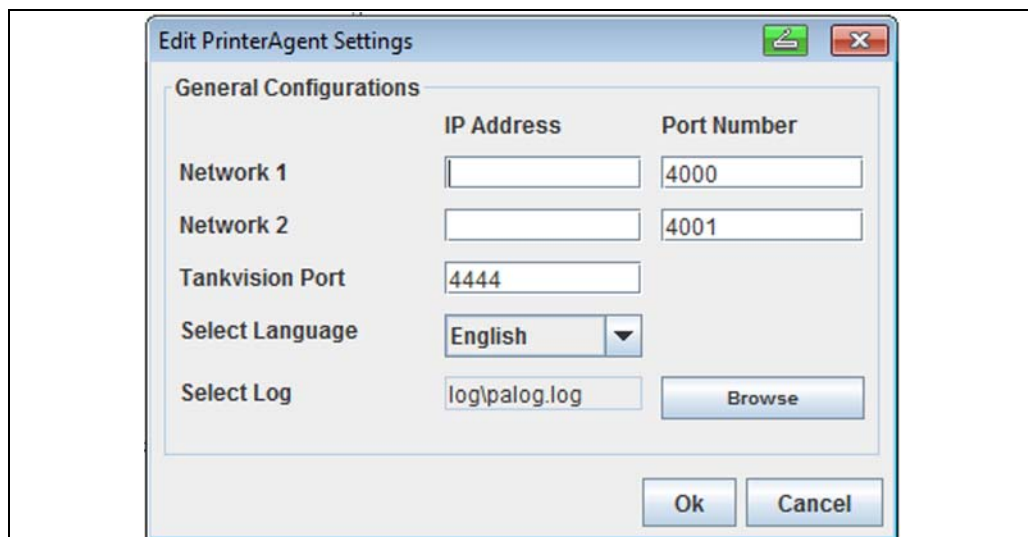 Edit PrinterAgent Settings
General Configurations
IP Address Port Number
Network 1 4000
Network 2 4001
Tankvision Port 4444
Select Language English
Select Log log\palog.log Browse
Ok Cancel